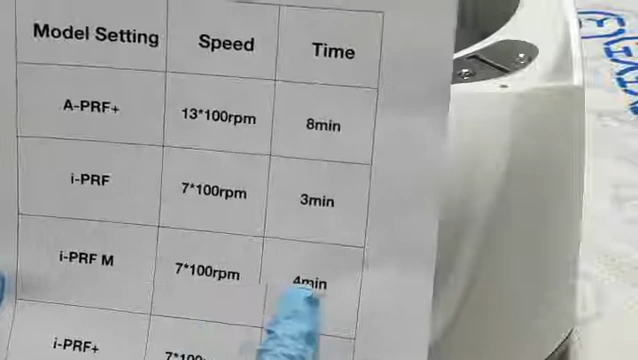 Model Setting Speed Time
A-PRF+ 13*100rpm 8min
i-PRF 7*100rpm 3min
i-PRF M 7*100rpm 4min
i-PRF+